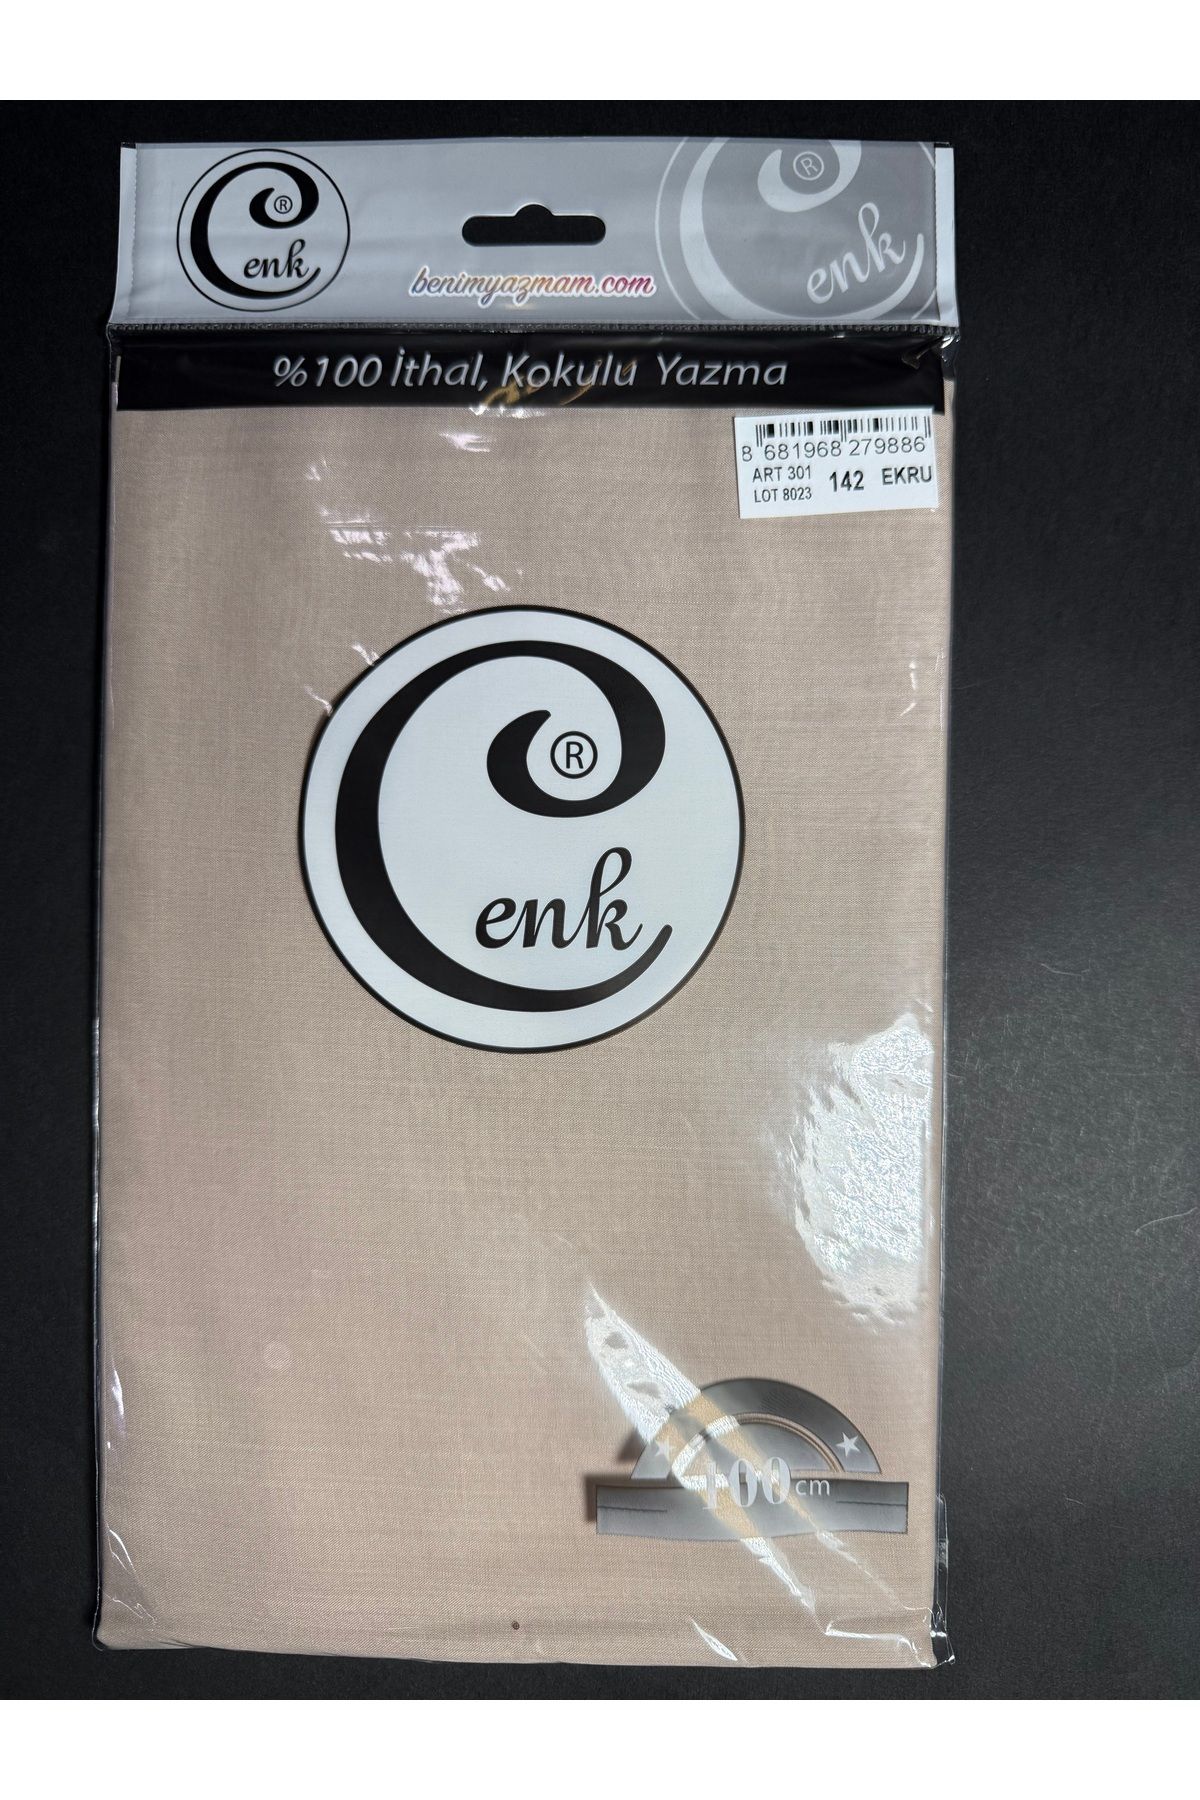 Cenk ®
benimyazmam.com
Cenk ®
%100 İthal, Kokulu Yazma
8 681968 279886
ART 301
LOT 8023
142
EKRU
Cenk ®
100 cm